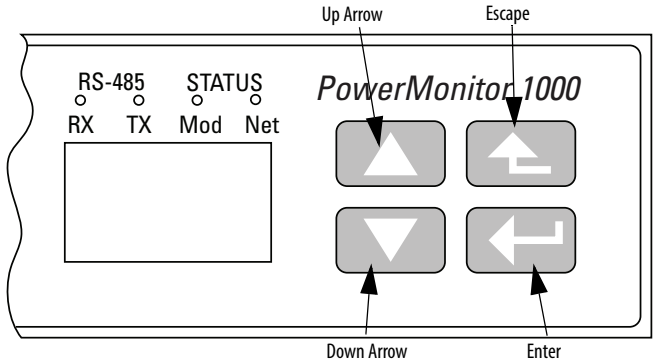 Up Arrow Escape
RS-485 STATUS
PowerMonitor 1000
RX TX Mod Net
Down Arrow Enter